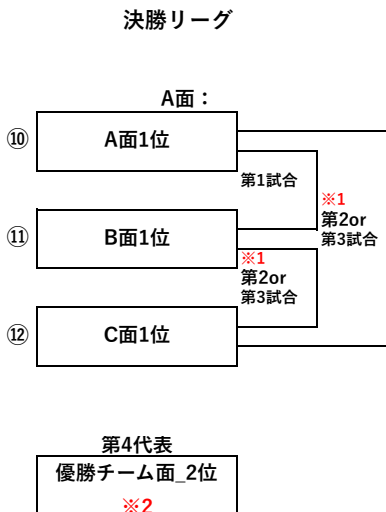 決勝リーグ
A面：
⑩
A面1位
第1試合
※1
第2or
第3試合
⑪
B面1位
※1
第2or
第3試合
⑫
C面1位
第4代表
優勝チーム面_2位
※2